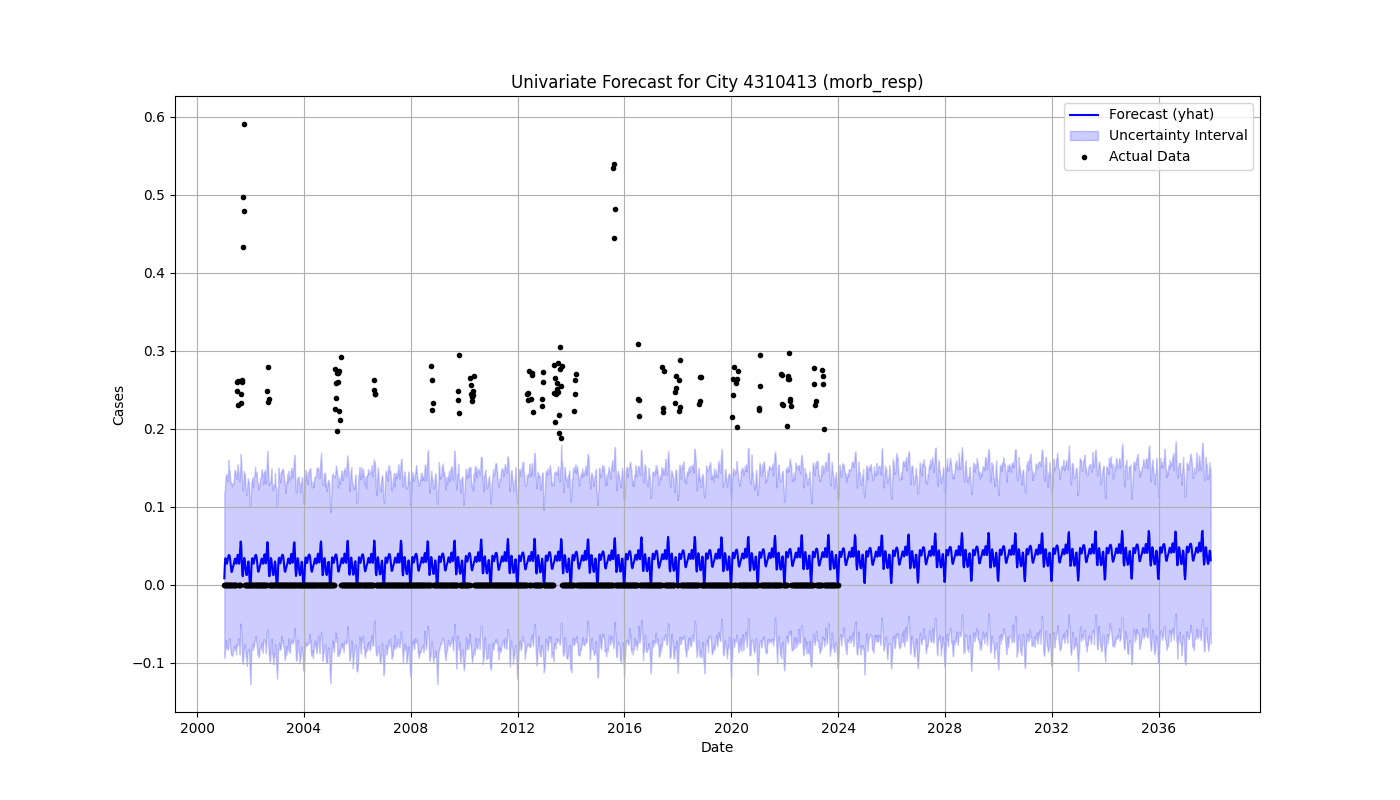 Univariate Forecast for City 4310413 (morb_resp)
Forecast (yhat)
Uncertainty Interval
Actual Data
Cases
0.6
0.5
0.4
0.3
0.2
0.1
0.0
−0.1
2000 2004 2008 2012 2016 2020 2024 2028 2032 2036
Date